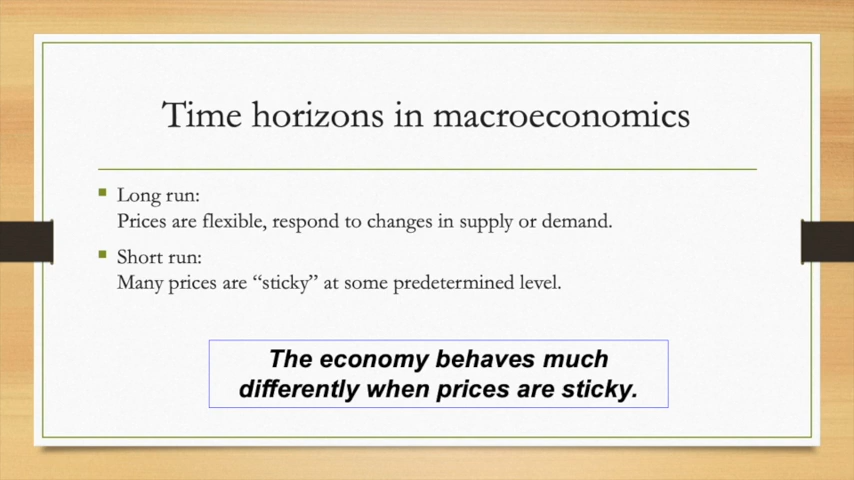 Time horizons in macroeconomics
Long run:
Prices are flexible, respond to changes in supply or demand.
Short run:
Many prices are “sticky” at some predetermined level.
The economy behaves much
differently when prices are sticky.